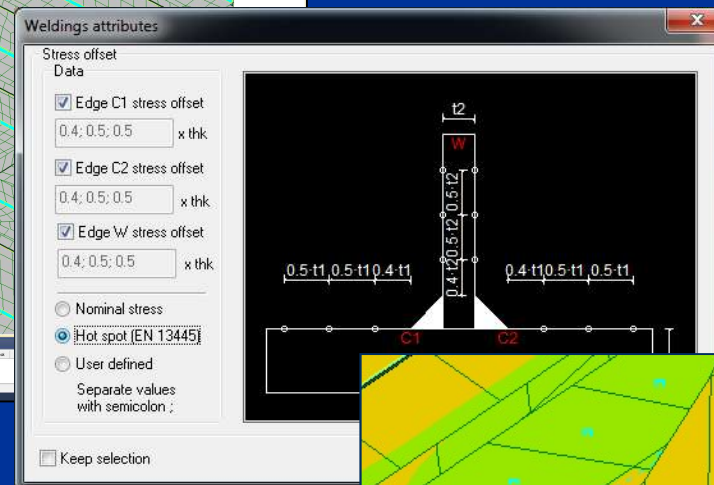 Weldings attributes
Stress offset
Data
Edge C1 stress offset
0.4; 0.5; 0.5 x thk
Edge C2 stress offset
0.4; 0.5; 0.5 x thk
Edge W stress offset
0.4; 0.5; 0.5 x thk
Nominal stress
Hot spot (EN 13445)
User defined
Separate values
with semicolon ;
Keep selection
t2
W
0.5·t2
0.5·t2
0.4·t2
0.5·t1 0.5·t1 0.4·t1
0.4·t1 0.5·t1 0.5·t1
C1
C2